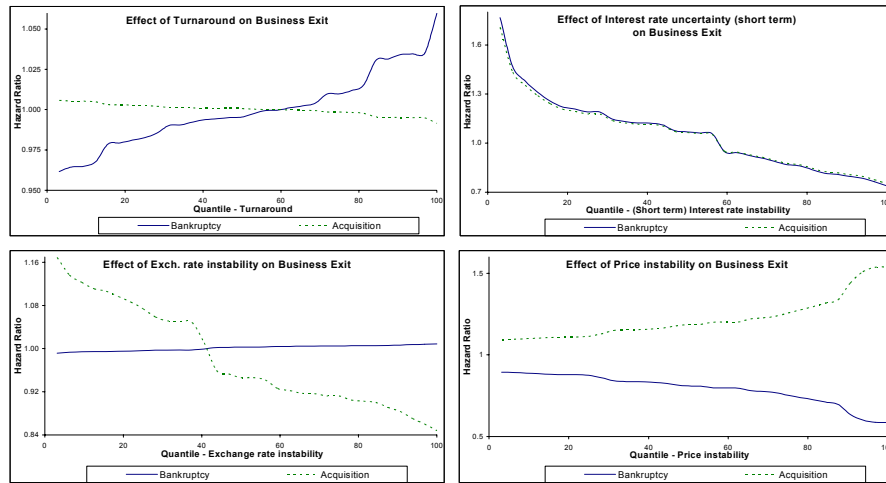 Effect of Turnaround on Business Exit
Hazard Ratio
1.050
1.025
1.000
0.975
0.950
0 20 40 60 80 100
Quantile - Turnaround
Bankruptcy Acquisition
Effect of Interest rate uncertainty (short term)
on Business Exit
Hazard Ratio
1.6
1.3
1.0
0.7
0 20 40 60 80 100
Quantile - (Short term) Interest rate instability
Bankruptcy Acquisition
Effect of Exch. rate instability on Business Exit
Hazard Ratio
1.16
1.08
1.00
0.92
0.84
0 20 40 60 80 100
Quantile - Exchange rate instability
Bankruptcy Acquisition
Effect of Price instability on Business Exit
Hazard Ratio
1.5
1
0.5
0 20 40 60 80 100
Quantile - Price instability
Bankruptcy Acquisition